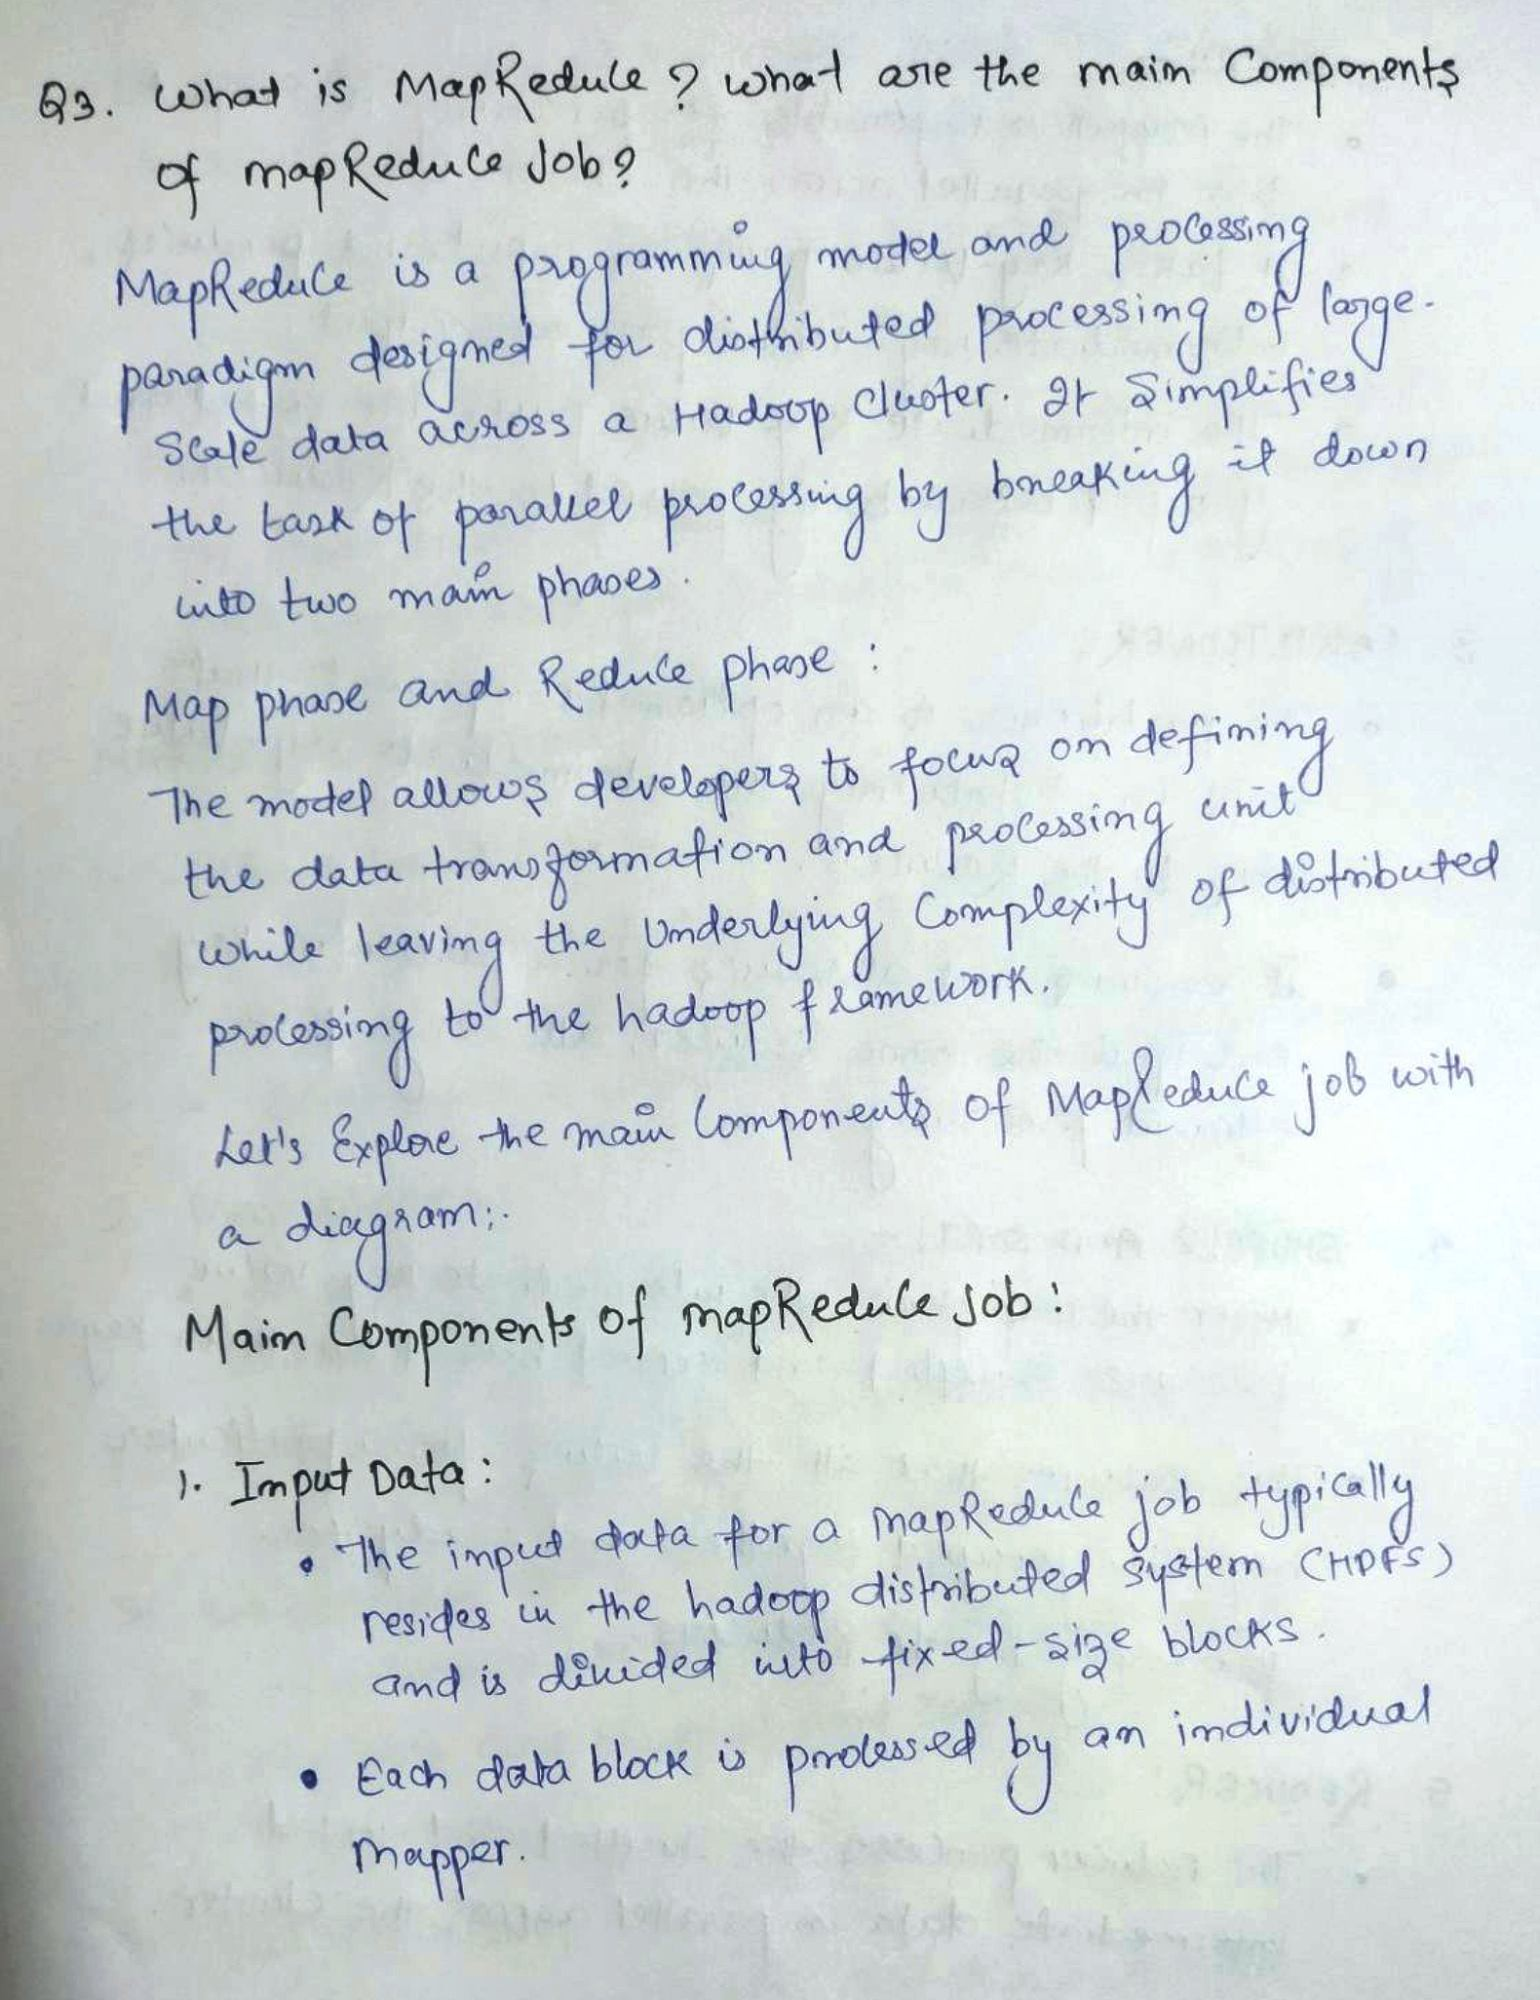 Q3. What is MapReduce? What are the main Components
of mapReduce Job?
MapReduce is a programming model and processing
paradigm designed for distributed processing of large-
Scale data across a Hadoop Cluster. It Simplifies
the task of parallel processing by breaking it down
into two main phases.
Map phase and Reduce phase :
The model allows developers to focus on defining
the data transformation and processing unit
while leaving the Underlying Complexity of distributed
processing to the hadoop framework.
Let's Explore the main Components of MapReduce job with
a diagram:.
Main Components of mapReduce Job :
1. Input Data :
• The input data for a mapReduce job typically
resides in the hadoop distributed system (HDFS)
and is divided into fixed-size blocks.
• Each data block is processed by an individual
mapper.